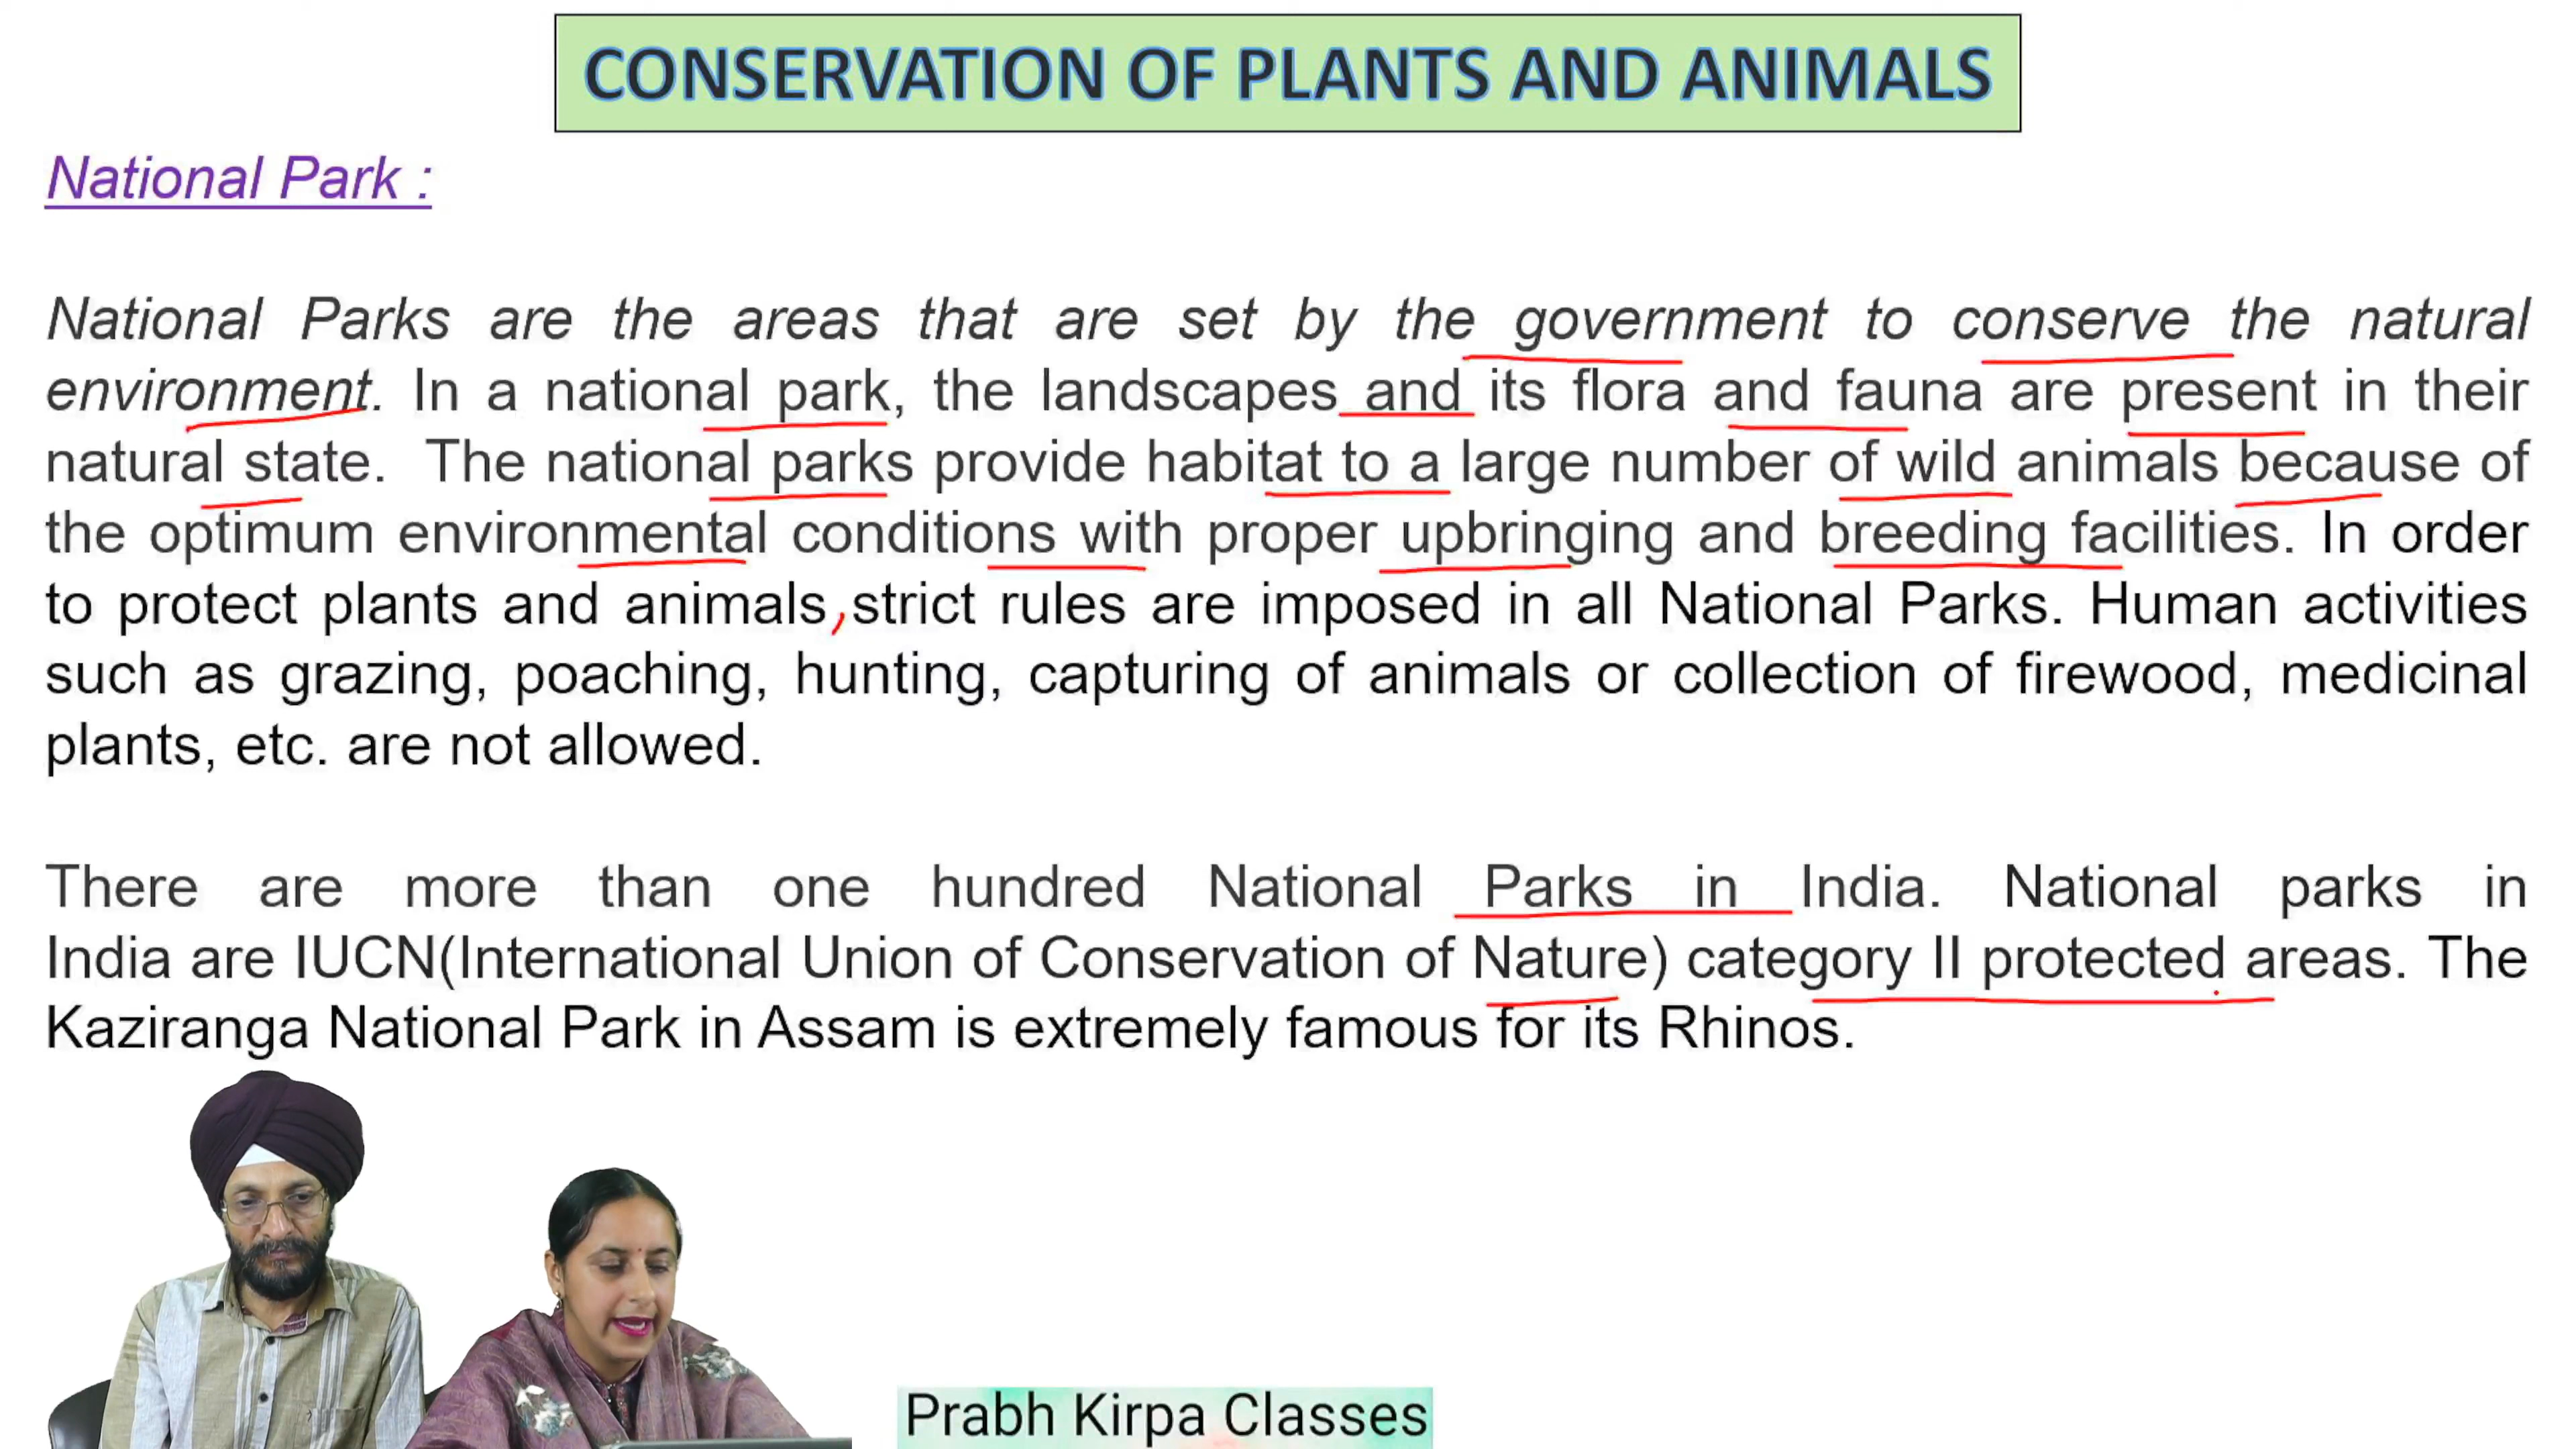 CONSERVATION OF PLANTS AND ANIMALS
National Park :
National Parks are the areas that are set by the government to conserve the natural
environment. In a national park, the landscapes and its flora and fauna are present in their
natural state. The national parks provide habitat to a large number of wild animals because of
the optimum environmental conditions with proper upbringing and breeding facilities. In order
to protect plants and animals,strict rules are imposed in all National Parks. Human activities
such as grazing, poaching, hunting, capturing of animals or collection of firewood, medicinal
plants, etc. are not allowed.
There are more than one hundred National Parks in India. National parks in
India are IUCN(International Union of Conservation of Nature) category II protected areas. The
Kaziranga National Park in Assam is extremely famous for its Rhinos.
Prabh Kirpa Classes